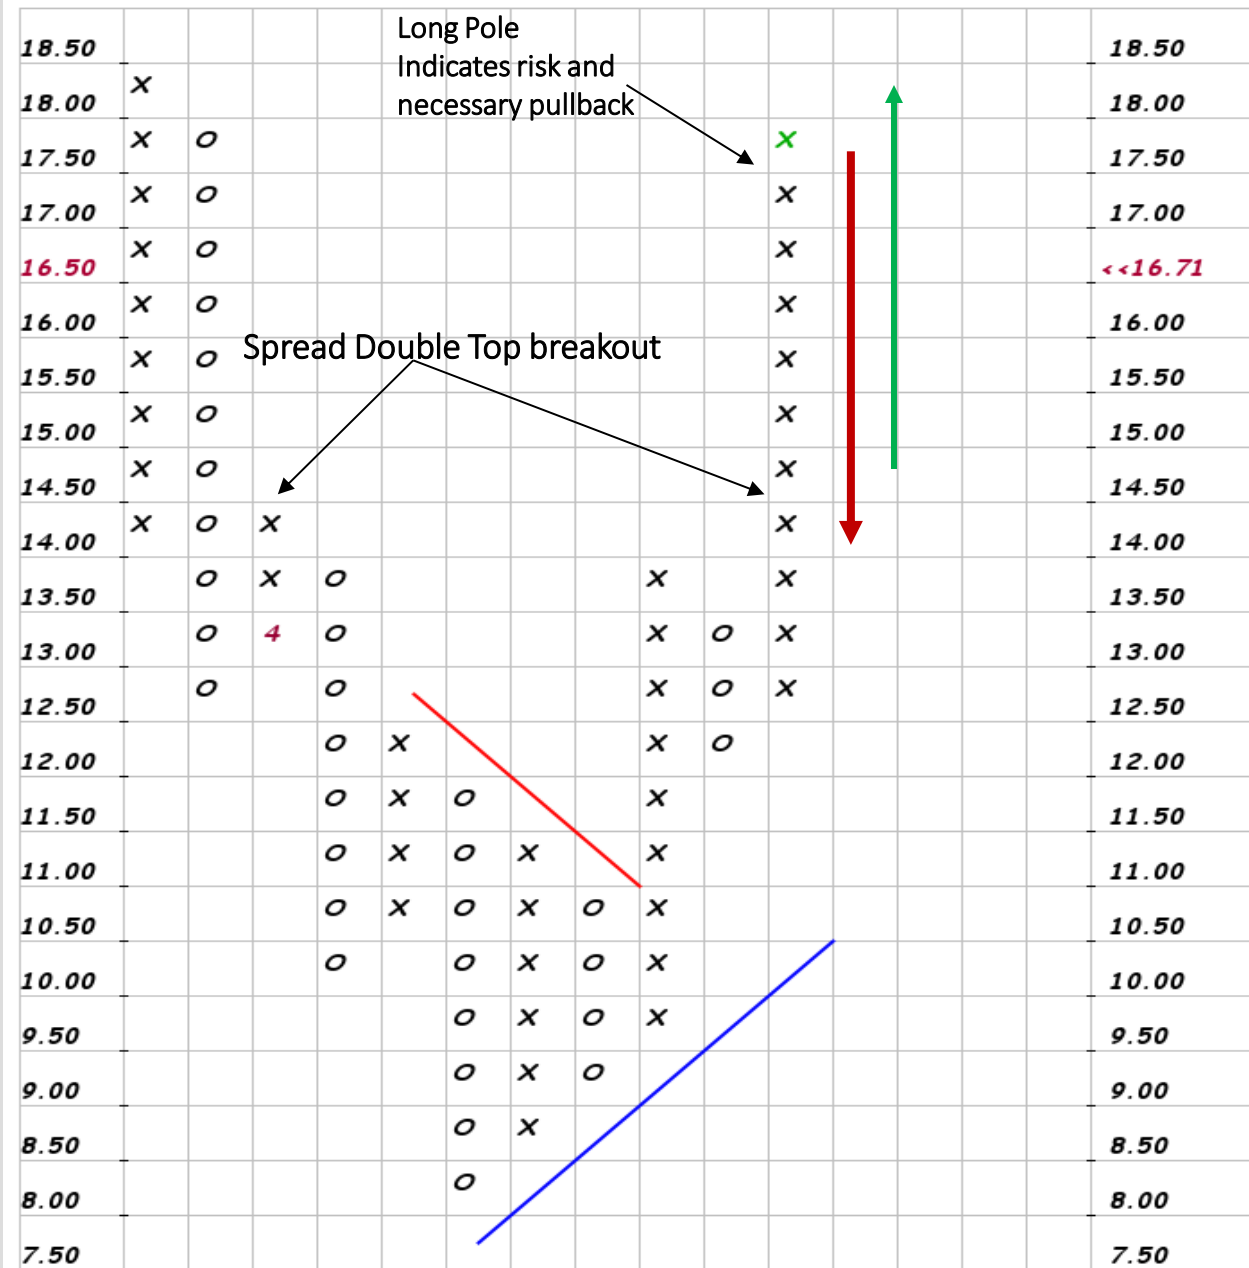 Long Pole
Indicates risk and
necessary pullback
18.50 18.50
18.00 X 18.00
17.50 X O X 17.50
17.00 X O X 17.00
16.50 X O X <<16.71
16.00 X O X 16.00
Spread Double Top breakout
15.50 X O X 15.50
15.00 X O X 15.00
14.50 X O X 14.50
14.00 X O X X 14.00
13.50 O X O X X 13.50
13.00 O 4 O X O X 13.00
12.50 O O X O X 12.50
12.00 O X X O 12.00
11.50 O X O X 11.50
11.00 O X O X X 11.00
10.50 O X O X O X 10.50
10.00 O O X O X 10.00
9.50 O X O X 9.50
9.00 O X O 9.00
8.50 O X 8.50
8.00 O 8.00
7.50 7.50